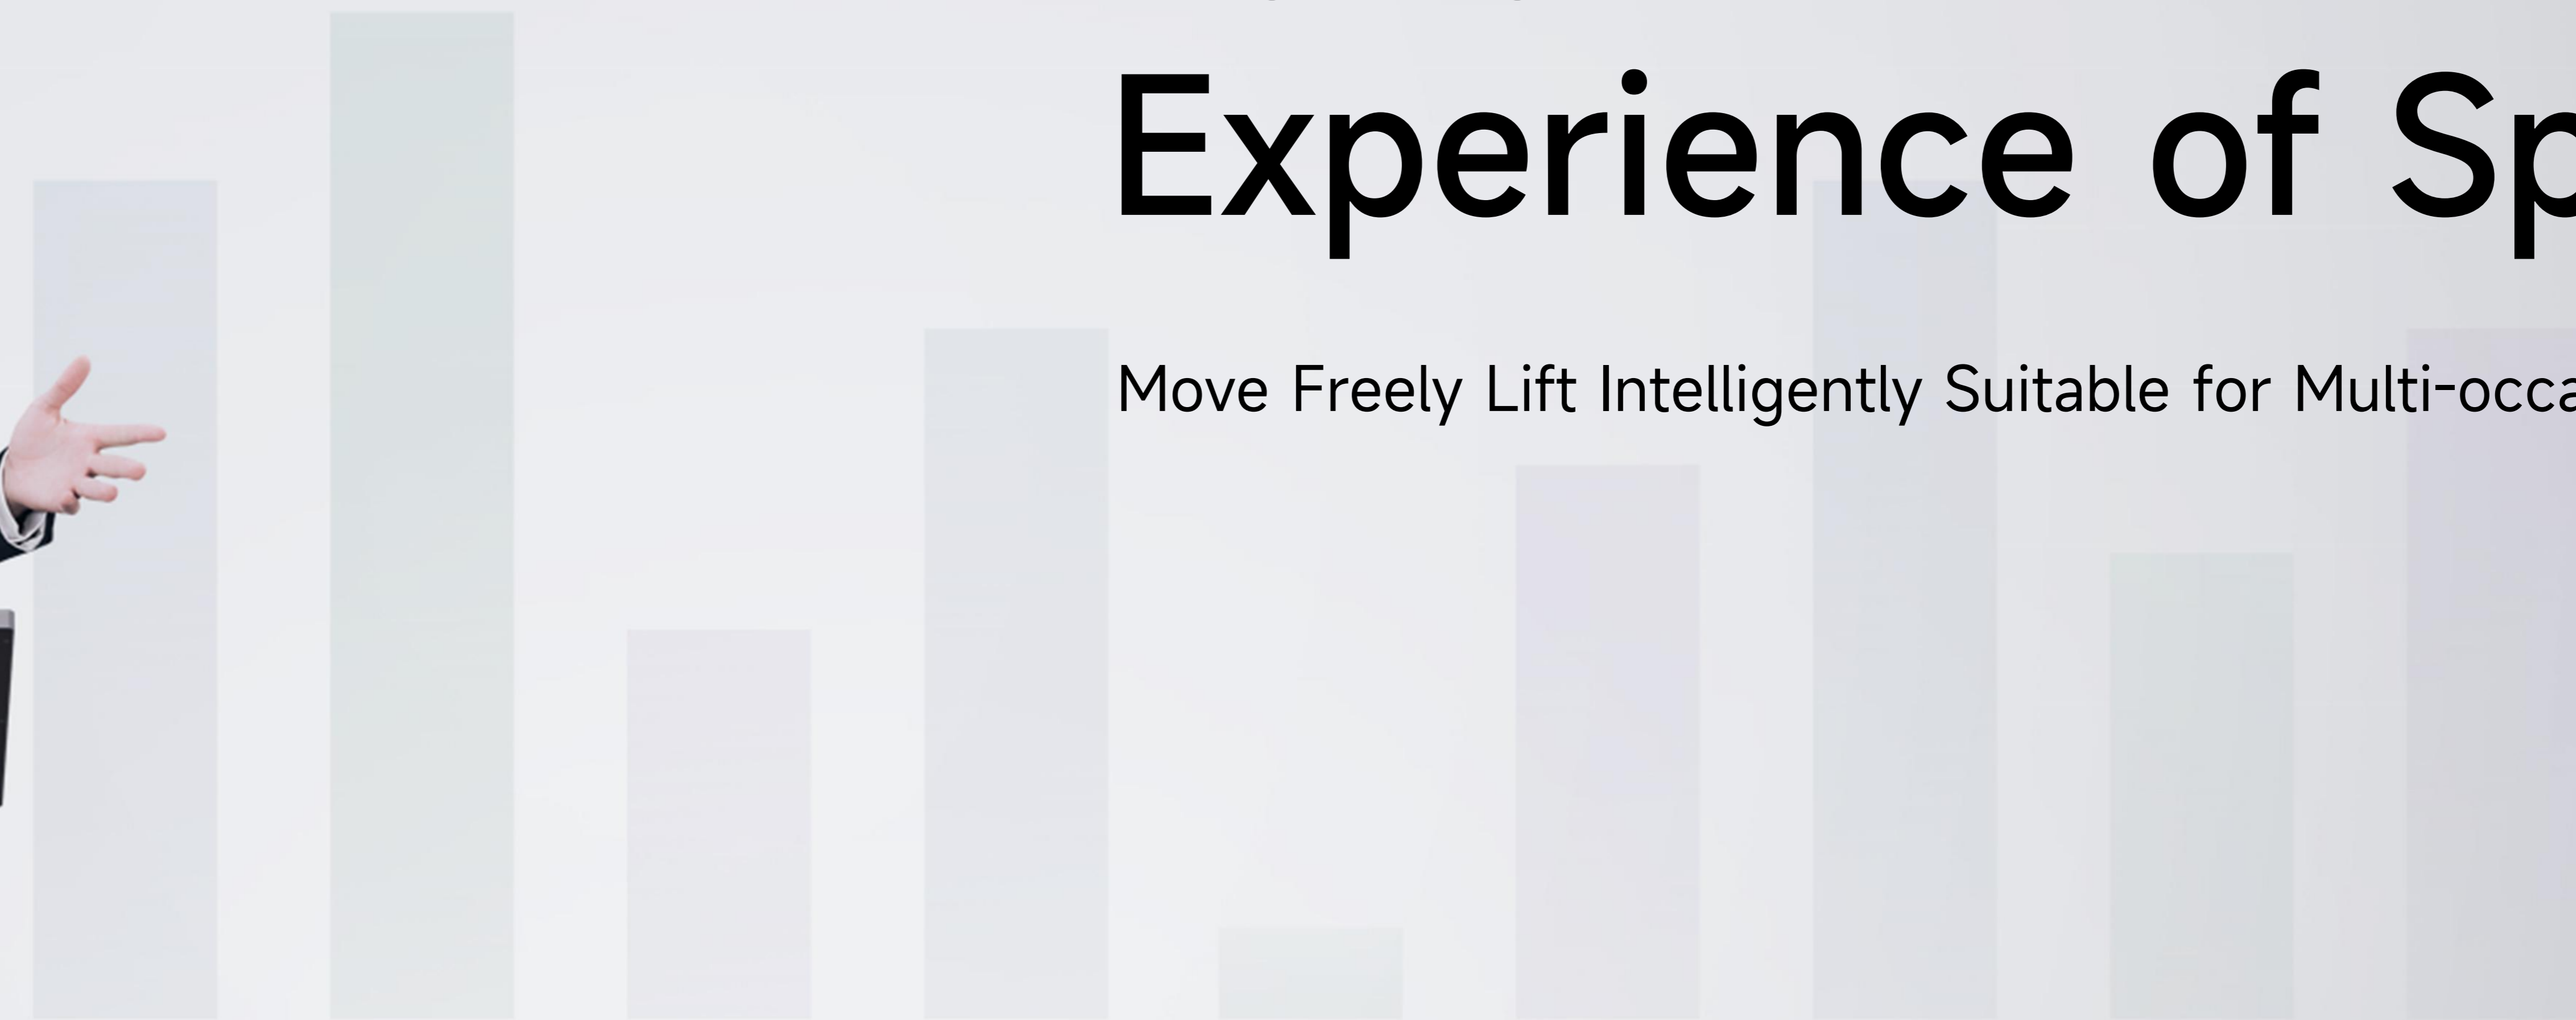 Experience of Sp
Move Freely Lift Intelligently Suitable for Multi-occa